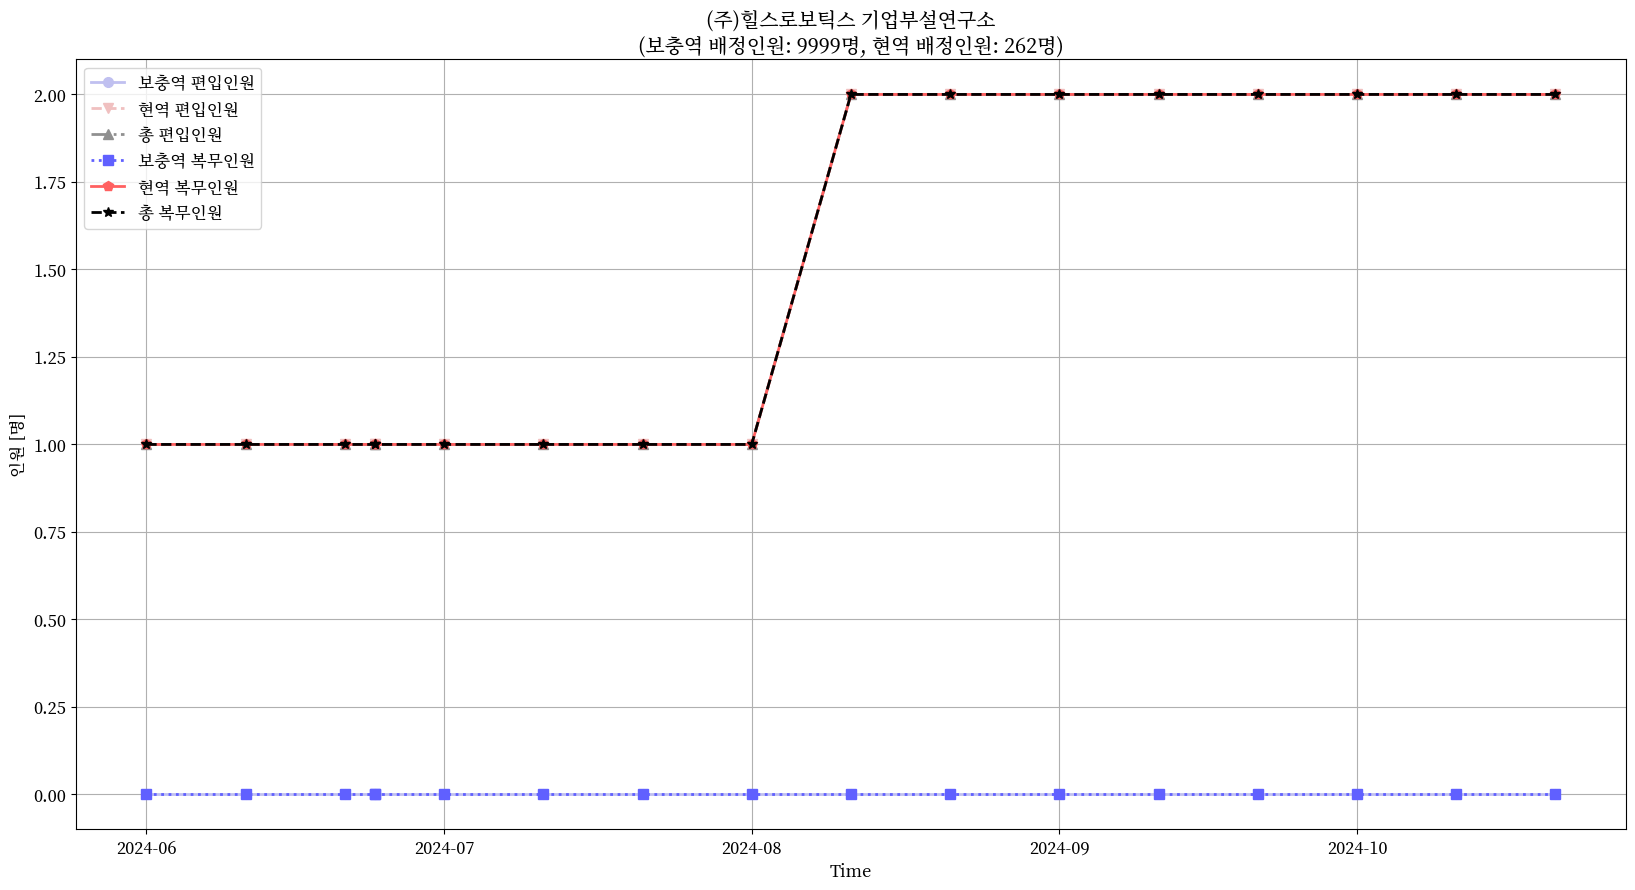 (주)힐스로보틱스 기업부설연구소
(보충역 배정인원: 9999명, 현역 배정인원: 262명)
보충역 편입인원
현역 편입인원
총 편입인원
보충역 복무인원
현역 복무인원
총 복무인원
2.00
1.75
1.50
1.25
1.00
0.75
0.50
0.25
0.00
인원 [명]
2024-06 2024-07 2024-08 2024-09 2024-10
Time